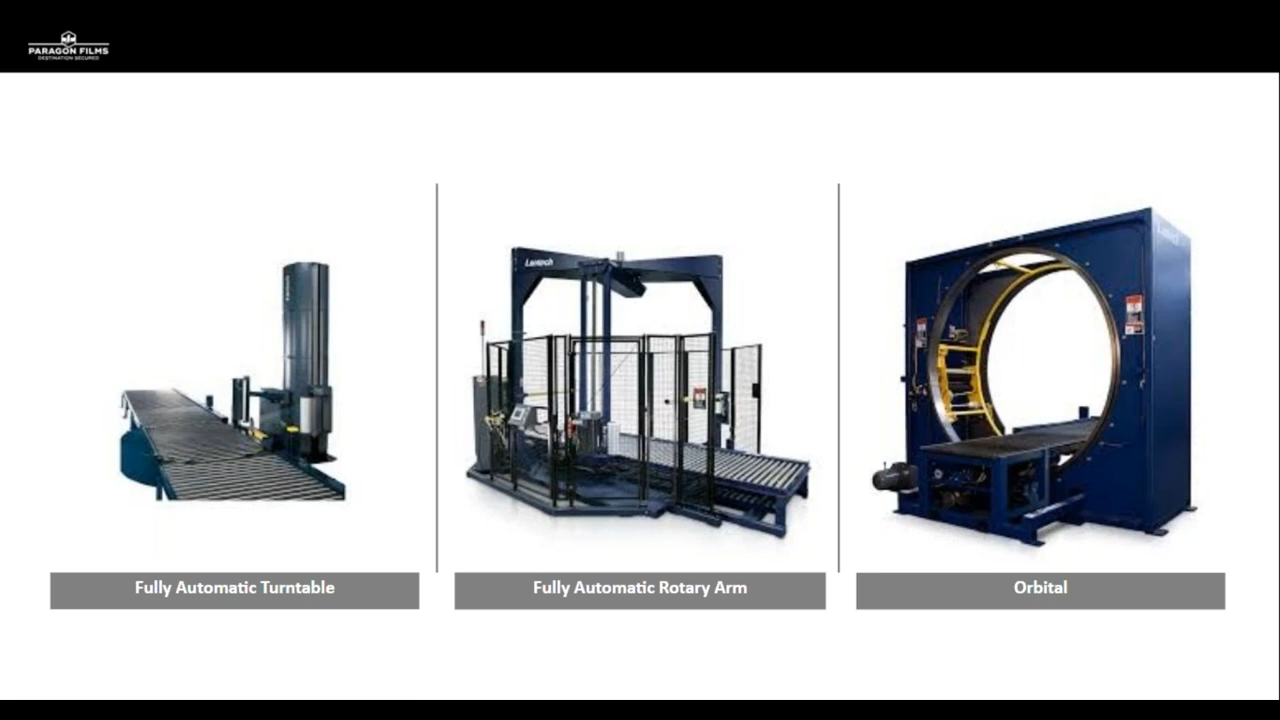 PARAGON FILMS
DESTINATION SECURED
Lantech
Fully Automatic Turntable
Fully Automatic Rotary Arm
Orbital